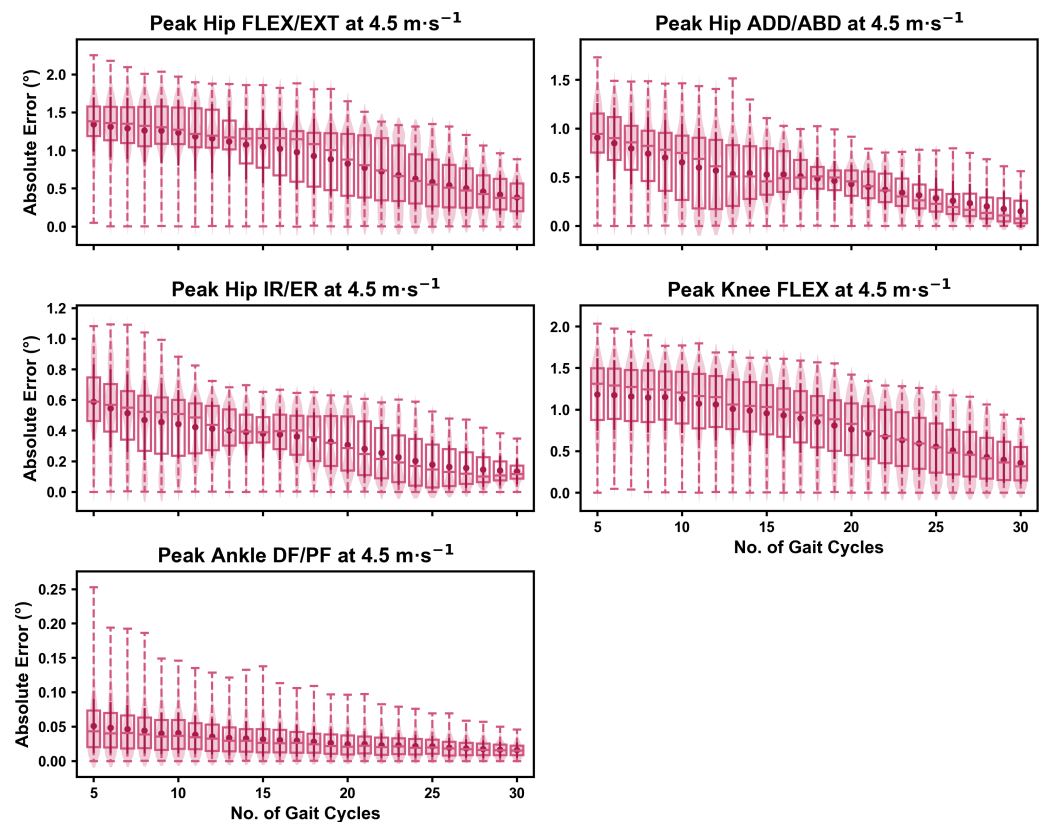 Peak Hip FLEX/EXT at 4.5 m·s⁻¹
Absolute Error (°)
2.0
1.5
1.0
0.5
0.0
Peak Hip ADD/ABD at 4.5 m·s⁻¹
1.5
1.0
0.5
0.0
Peak Hip IR/ER at 4.5 m·s⁻¹
Absolute Error (°)
1.2
1.0
0.8
0.6
0.4
0.2
0.0
Peak Knee FLEX at 4.5 m·s⁻¹
2.0
1.5
1.0
0.5
0.0
5 10 15 20 25 30
No. of Gait Cycles
Peak Ankle DF/PF at 4.5 m·s⁻¹
Absolute Error (°)
0.25
0.20
0.15
0.10
0.05
0.00
5 10 15 20 25 30
No. of Gait Cycles